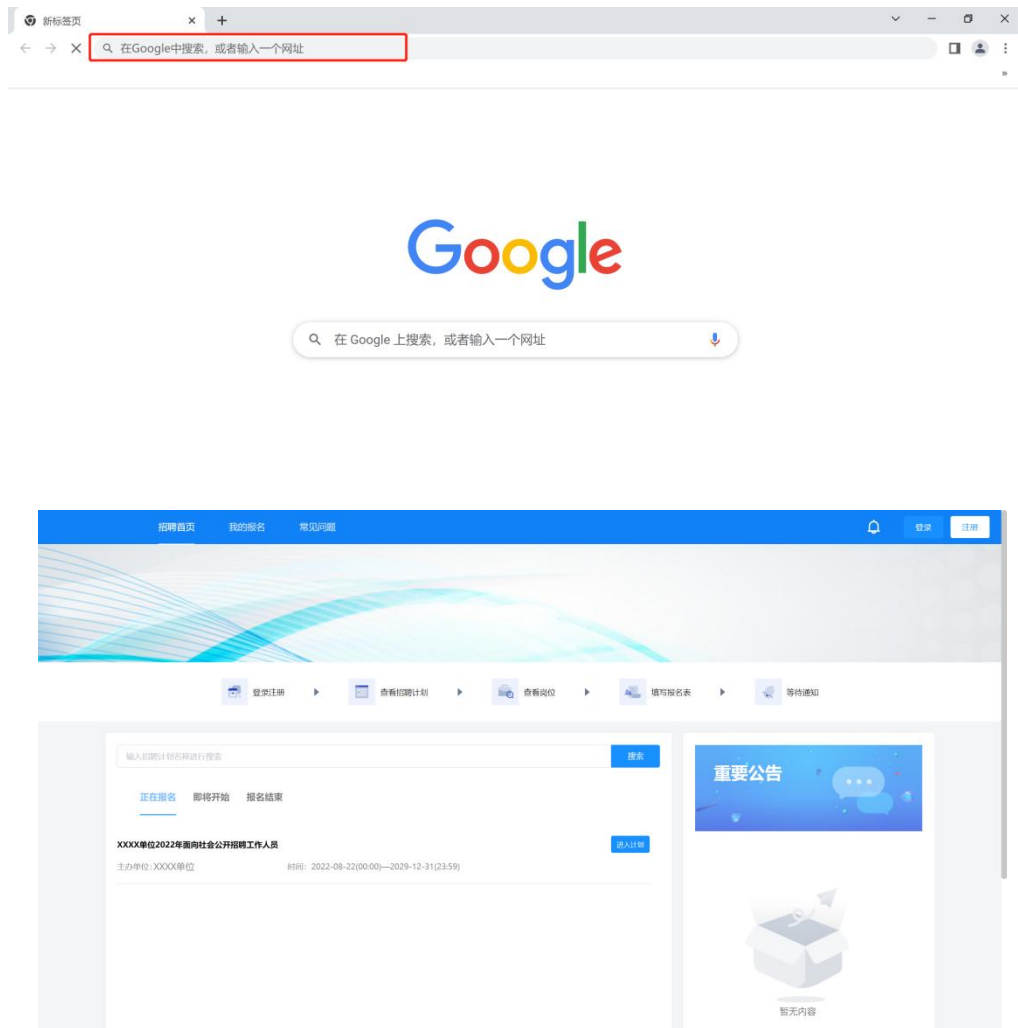 新标签页
在Google中搜索，或者输入一个网址
Google
在 Google 上搜索，或者输入一个网址
招聘首页 我的报名 常见问题 登录 注册
登录注册 查看招聘计划 查看岗位 填写报名表 等待通知
输入招聘计划名称进行搜索 搜索
重要公告
正在报名 即将开始 报名结束
XXXX单位2022年面向社会公开招聘工作人员 进入计划
主办单位: XXXX单位 时间：2022-08-22(00:00)—2029-12-31(23:59)
暂无内容